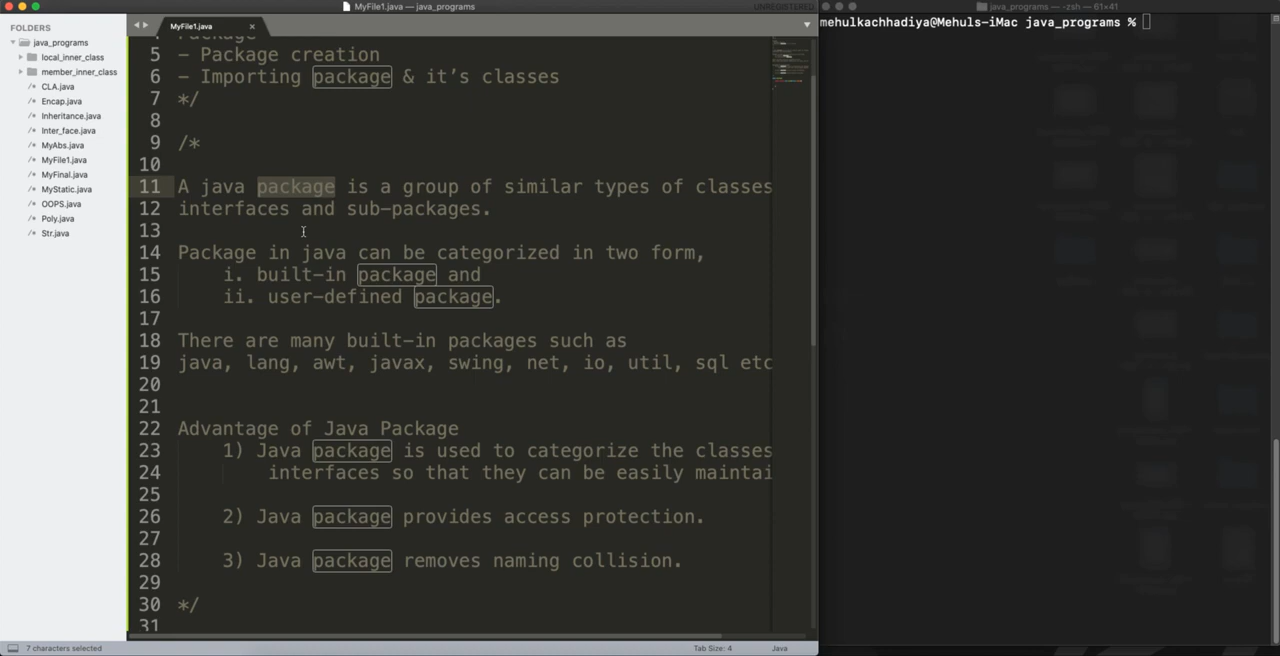 MyFile1.java — java_programs
UNREGISTERED
java_programs — -zsh — 61×41
FOLDERS
java_programs
local_inner_class
member_inner_class
CLA.java
Encap.java
Inheritance.java
Inter_face.java
MyAbs.java
MyFile1.java
MyFinal.java
MyStatic.java
OOPS.java
Poly.java
Str.java
MyFile1.java
4 Package
5 - Package creation
6 - Importing package & it’s classes
7 */
8
9 /*
10
11 A java package is a group of similar types of classes
12 interfaces and sub-packages.
13
14 Package in java can be categorized in two form,
15 i. built-in package and
16 ii. user-defined package.
17
18 There are many built-in packages such as
19 java, lang, awt, javax, swing, net, io, util, sql etc
20
21
22 Advantage of Java Package
23 1) Java package is used to categorize the classes
24 interfaces so that they can be easily maintai
25
26 2) Java package provides access protection.
27
28 3) Java package removes naming collision.
29
30 */
31
7 characters selected
Tab Size: 4
Java
mehulkachhadiya@Mehuls-iMac java_programs %